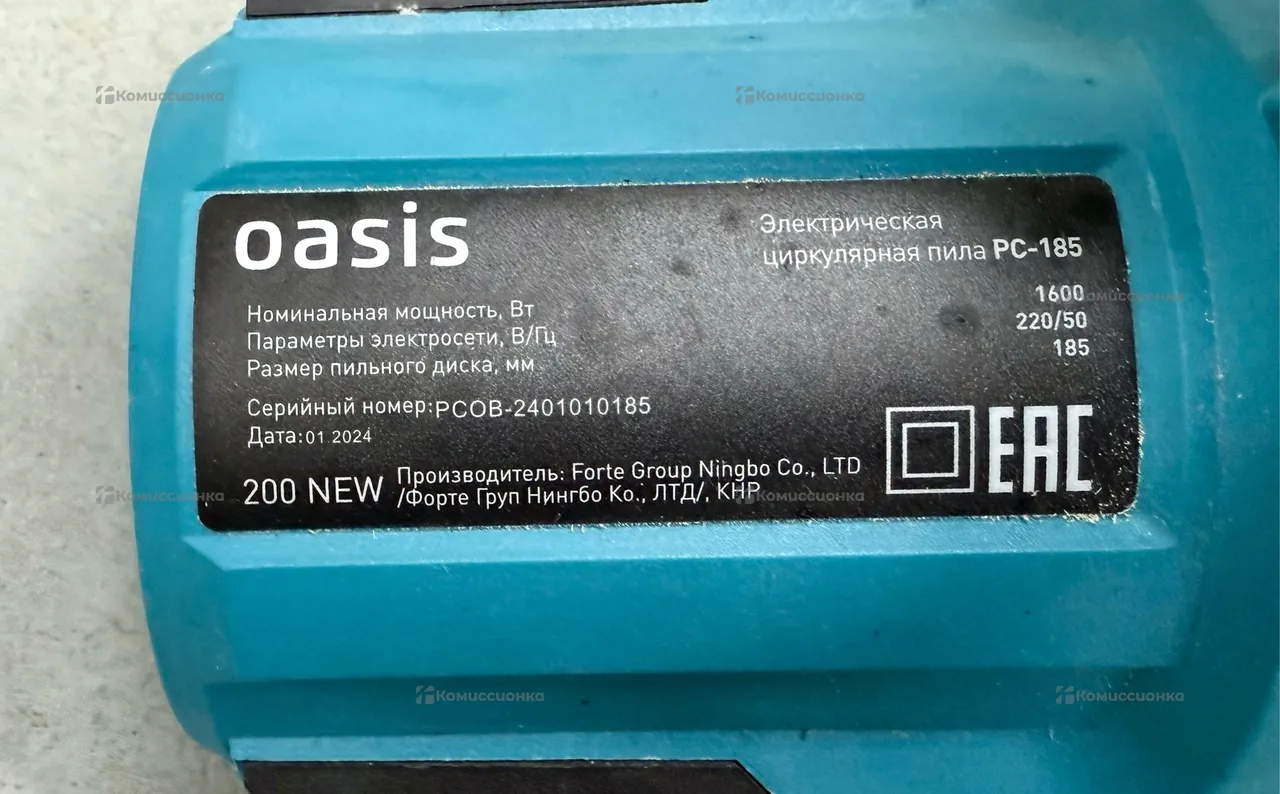 Комиссионка
Комиссионка
oasis
Электрическая
циркулярная пила PC-185
Номинальная мощность, Вт 1600
Комиссионка
Параметры электросети, В/Гц 220/50
Размер пильного диска, мм 185
Серийный номер:PCOB-2401010185
Дата:01.2024
EAC
200 NEW
Производитель: Forte Group Ningbo Co., LTD
/Форте Груп Нингбо Ко., ЛТД/, КНР
Комиссионка
Комиссионка
Комиссионка
Комиссионка